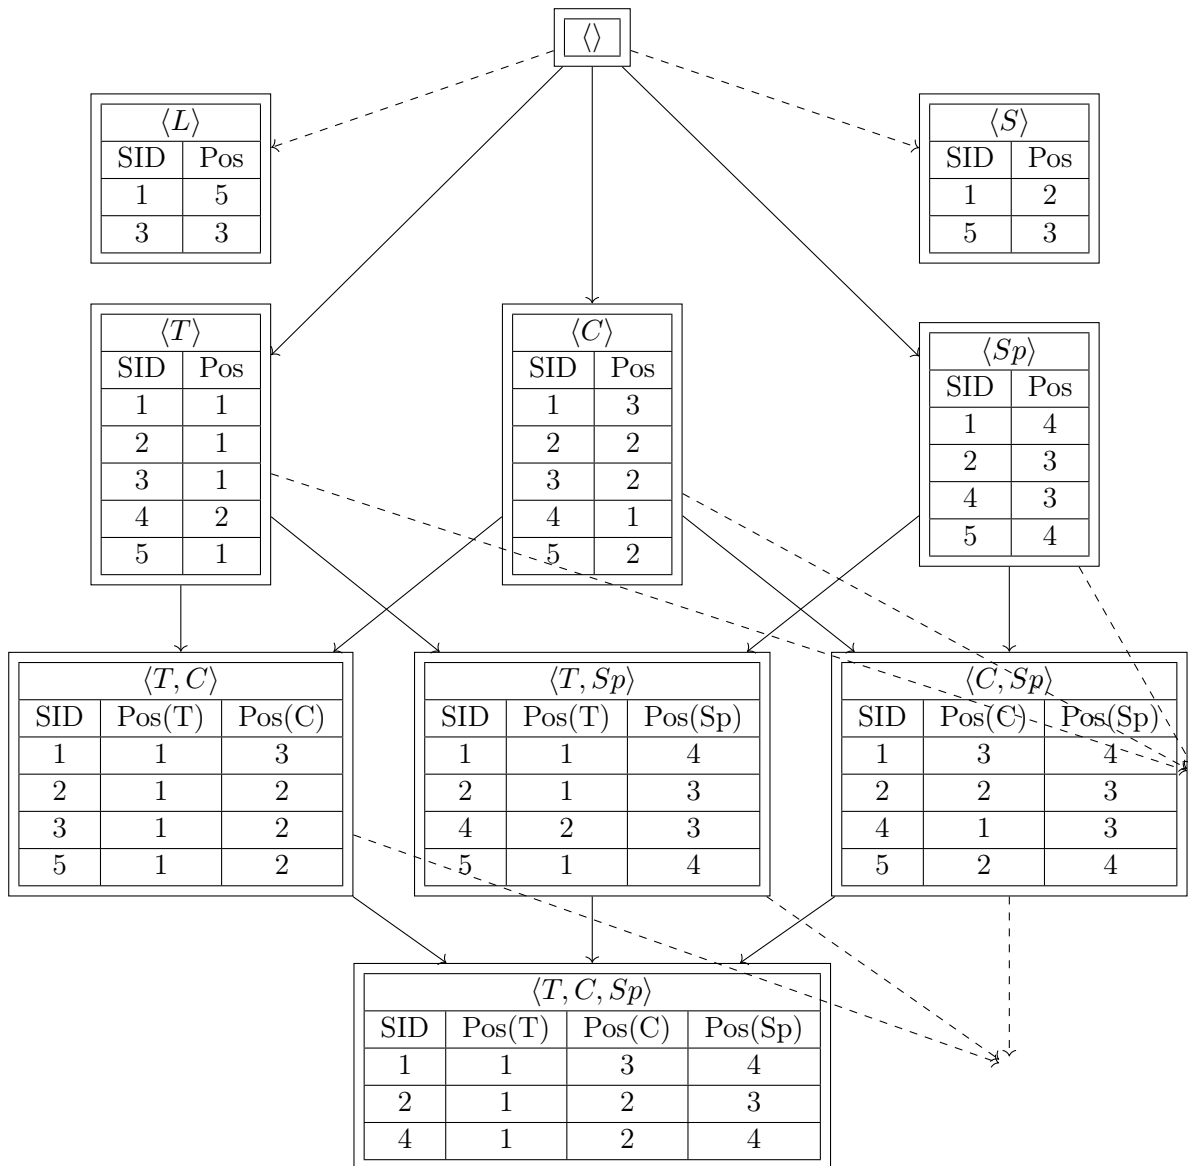 ⟨⟩
⟨L⟩
SID Pos
1 5
3 3
⟨S⟩
SID Pos
1 2
5 3
⟨T⟩
SID Pos
1 1
2 1
3 1
4 2
5 1
⟨C⟩
SID Pos
1 3
2 2
3 2
4 1
5 2
⟨Sp⟩
SID Pos
1 4
2 3
4 3
5 4
⟨T, C⟩
SID Pos(T) Pos(C)
1 1 3
2 1 2
3 1 2
5 1 2
⟨T, Sp⟩
SID Pos(T) Pos(Sp)
1 1 4
2 1 3
4 2 3
5 1 4
⟨C, Sp⟩
SID Pos(C) Pos(Sp)
1 3 4
2 2 3
4 1 3
5 2 4
⟨T, C, Sp⟩
SID Pos(T) Pos(C) Pos(Sp)
1 1 3 4
2 1 2 3
4 1 2 4